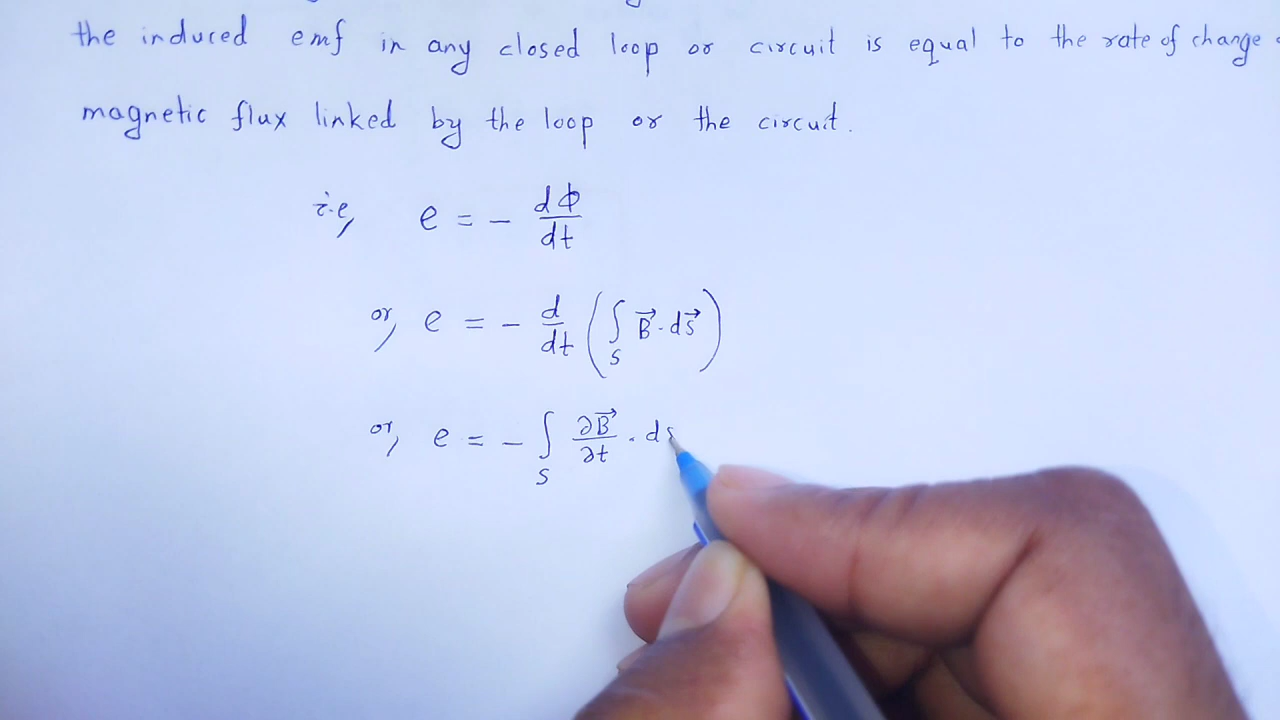 the induced emf in any closed loop or circuit is equal to the rate of change
magnetic flux linked by the loop or the circuit.
i.e, e = - dΦ/dt
or, e = - d/dt (∫_S B⃗ · ds⃗)
or, e = - ∫_S ∂B⃗/∂t · ds